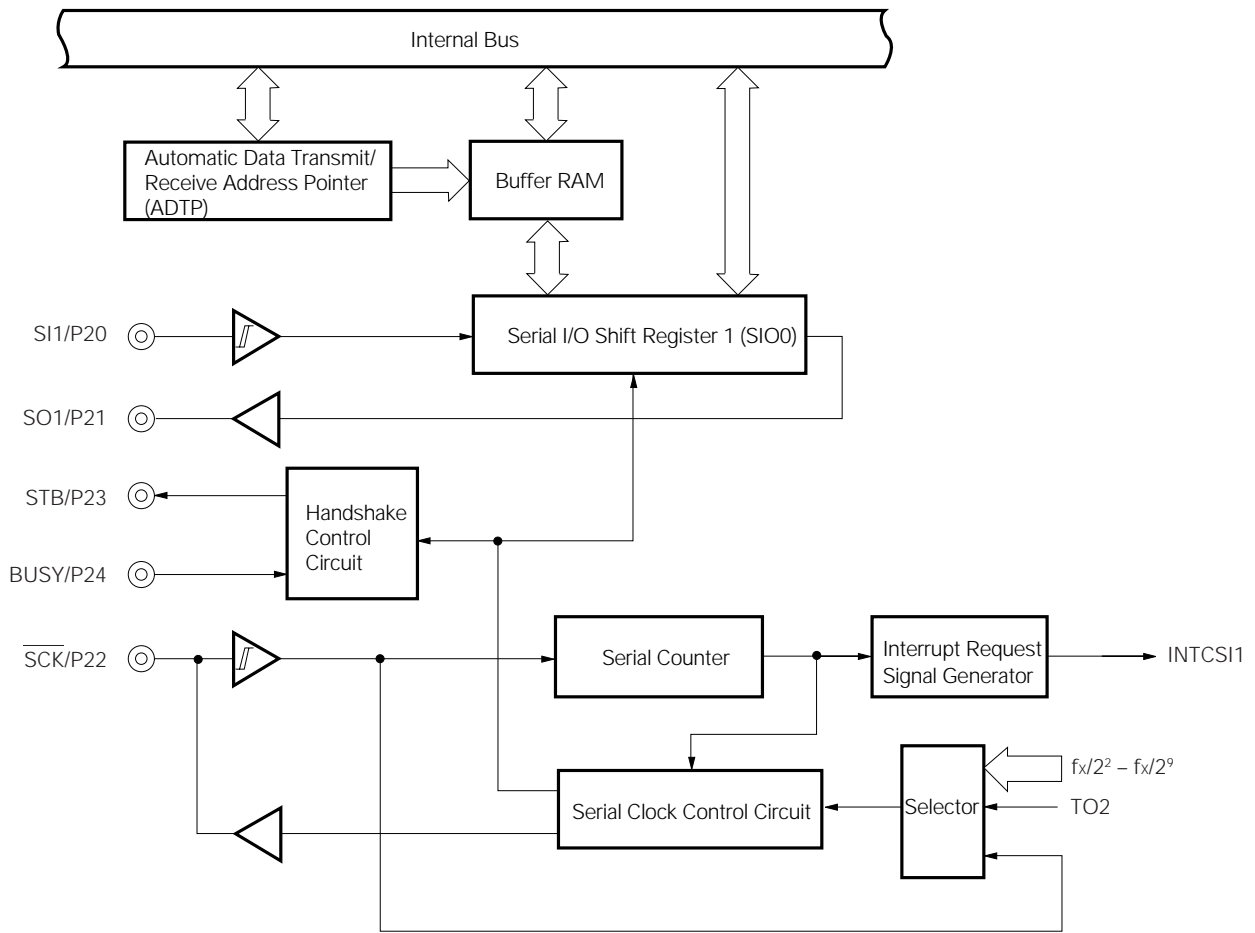 Internal Bus
Automatic Data Transmit/
Receive Address Pointer
(ADTP)
Buffer RAM
SI1/P20
Serial I/O Shift Register 1 (SIO0)
SO1/P21
STB/P23
Handshake
Control
Circuit
BUSY/P24
S̅C̅K̅/P22
Serial Counter
Interrupt Request
Signal Generator
INTCSI1
Selector
fx/2² – fx/2⁹
TO2
Serial Clock Control Circuit